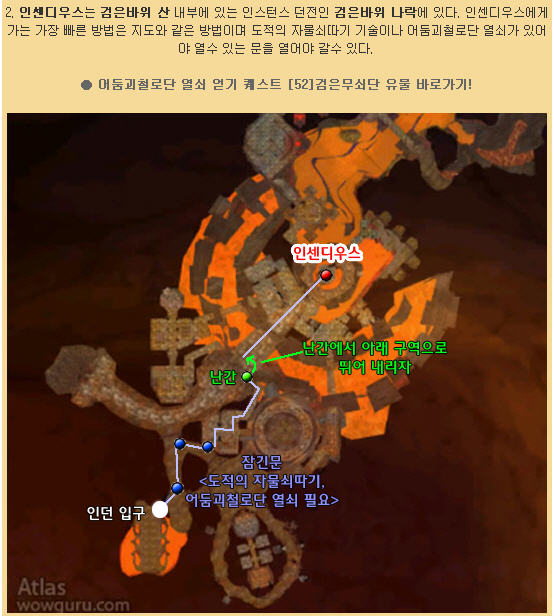 2. 인센디우스는 검은바위 산 내부에 있는 인스턴스 던전인 검은바위 나락에 있다. 인센디우스에게
가는 가장 빠른 방법은 지도와 같은 방법이며 도적의 자물쇠따기 기술이나 어둠괴철로단 열쇠가 있어
야 열수 있는 문을 열어야 갈수 있다.
● 어둠괴철로단 열쇠 얻기 퀘스트 [52]검은무쇠단 유물 바로가기!
인센디우스
난간에서 아래 구역으로
뛰어 내리자
난간
잠긴문
<도적의 자물쇠따기,
어둠괴철로단 열쇠 필요>
인던 입구
Atlas
wowguru.com